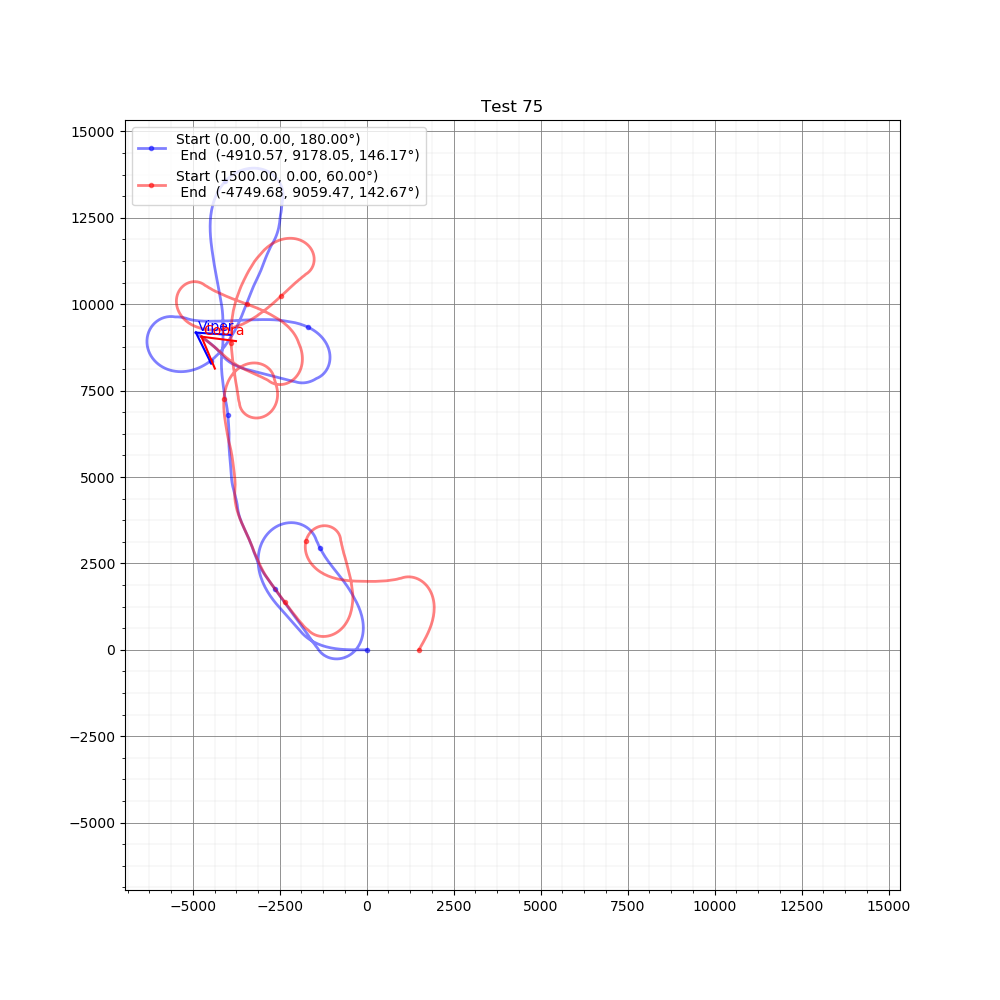 Test 75
Start (0.00, 0.00, 180.00°)
End (-4910.57, 9178.05, 146.17°)
Start (1500.00, 0.00, 60.00°)
End (-4749.68, 9059.47, 142.67°)
15000
12500
10000
7500
5000
2500
0
−2500
−5000
Viper
−5000 −2500 0 2500 5000 7500 10000 12500 15000